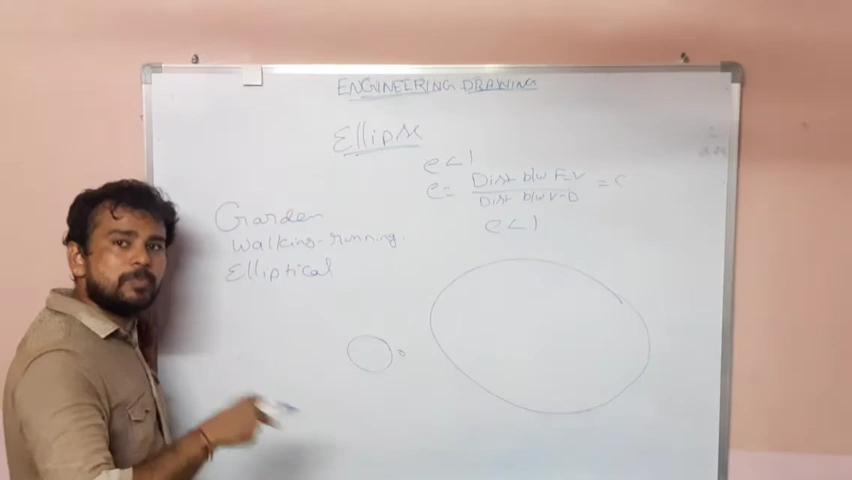 ENGINEERING DRAWING
Ellipse
e < 1
e = Dist b/w F-V / Dist b/w V-D = c
e < 1
Garden
Walking-running.
Elliptical